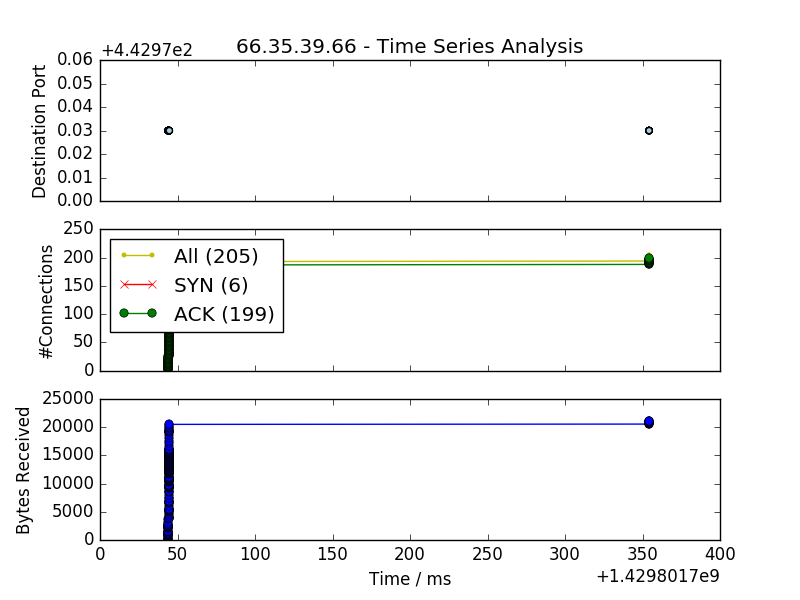 66.35.39.66 - Time Series Analysis
+4.4297e2
0.06
0.05
0.04
0.03
0.02
0.01
0.00
Destination Port
250
200
150
100
50
0
#Connections
All (205)
SYN (6)
ACK (199)
25000
20000
15000
10000
5000
0
Bytes Received
0 50 100 150 200 250 300 350 400
Time / ms
+1.4298017e9